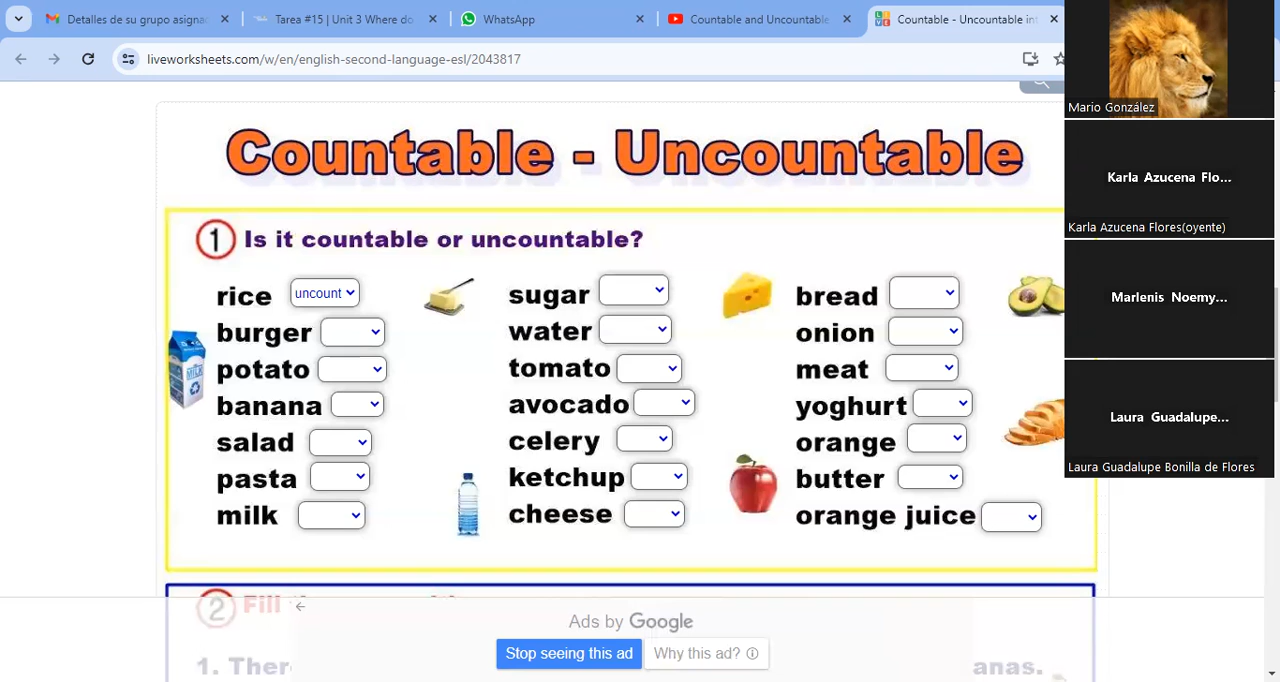 Detalles de su grupo asigna
Tarea #15 | Unit 3 Where do
WhatsApp
Countable and Uncountable
Countable - Uncountable int
liveworksheets.com/w/en/english-second-language-esl/2043817
Countable - Uncountable
1 Is it countable or uncountable?
rice uncount sugar bread
burger water onion
potato tomato meat
banana avocado yoghurt
salad celery orange
pasta ketchup butter
milk cheese orange juice
MILK
2 Fill
1. Ther anas.
Ads by Google
Stop seeing this ad
Why this ad?
Mario González
Karla Azucena Flo...
Karla Azucena Flores(oyente)
Marlenis Noemy...
Laura Guadalupe...
Laura Guadalupe Bonilla de Flores